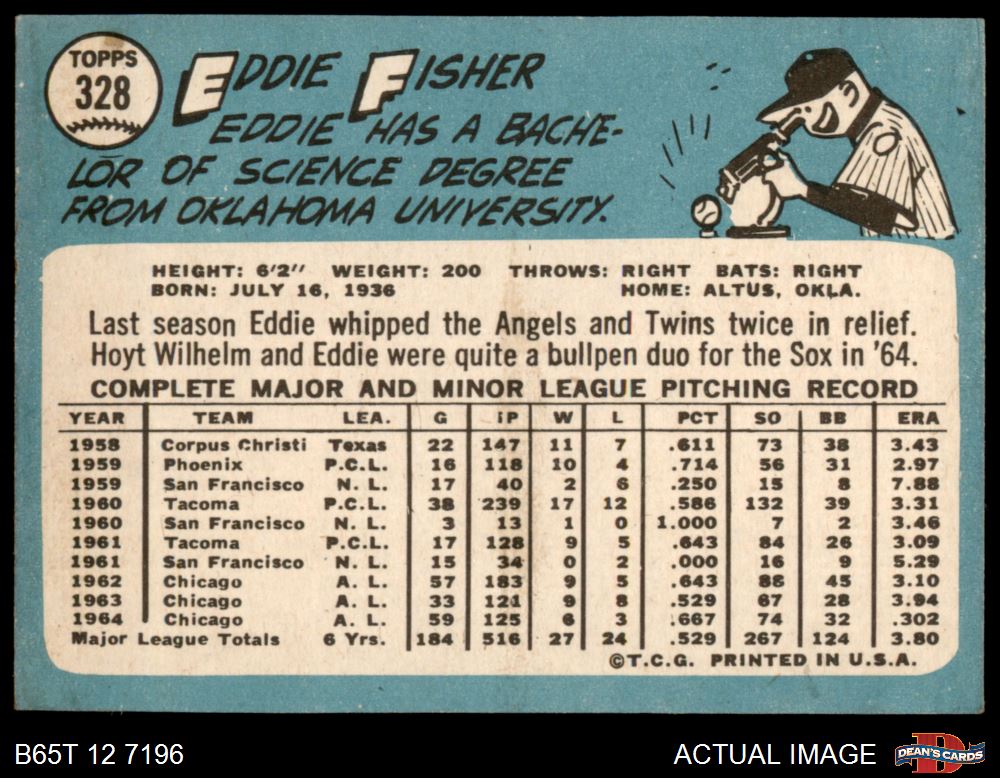 TOPPS
328
EDDIE FISHER
EDDIE HAS A BACHE-
LOR OF SCIENCE DEGREE
FROM OKLAHOMA UNIVERSITY.
HEIGHT: 6'2" WEIGHT: 200 THROWS: RIGHT BATS: RIGHT
BORN: JULY 16, 1936 HOME: ALTUS, OKLA.
Last season Eddie whipped the Angels and Twins twice in relief.
Hoyt Wilhelm and Eddie were quite a bullpen duo for the Sox in '64.
COMPLETE MAJOR AND MINOR LEAGUE PITCHING RECORD
YEAR TEAM LEA. G IP W L PCT SO BB ERA
1958 Corpus Christi Texas 22 147 11 7 .611 73 38 3.43
1959 Phoenix P.C.L. 16 118 10 4 .714 56 31 2.97
1959 San Francisco N. L. 17 40 2 6 .250 15 8 7.88
1960 Tacoma P.C.L. 38 239 17 12 .586 132 39 3.31
1960 San Francisco N. L. 3 13 1 0 1.000 7 2 3.46
1961 Tacoma P.C.L. 17 128 9 5 .643 84 26 3.09
1961 San Francisco N. L. 15 34 0 2 .000 16 9 5.29
1962 Chicago A. L. 57 183 9 5 .643 88 45 3.10
1963 Chicago A. L. 33 121 9 8 .529 67 28 3.94
1964 Chicago A. L. 59 125 6 3 .667 74 32 .302
Major League Totals 6 Yrs. 184 516 27 24 .529 267 124 3.80
©T.C.G. PRINTED IN U.S.A.
B65T 12 7196 ACTUAL IMAGE DEAN'S CARDS